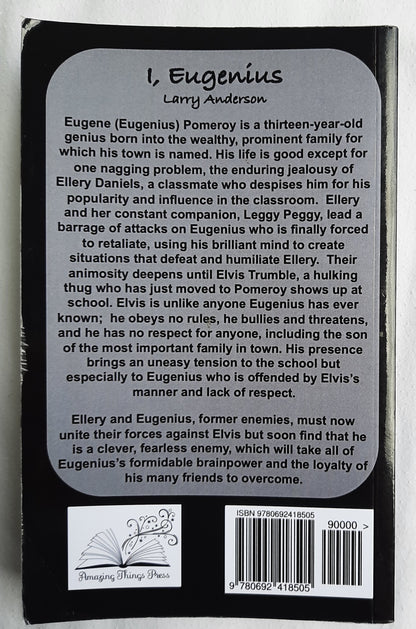 I, Eugenius
Larry Anderson
Eugene (Eugenius) Pomeroy is a thirteen-year-old
genius born into the wealthy, prominent family for
which his town is named. His life is good except for
one nagging problem, the enduring jealousy of
Ellery Daniels, a classmate who despises him for his
popularity and influence in the classroom. Ellery
and her constant companion, Leggy Peggy, lead a
barrage of attacks on Eugenius who is finally forced
to retaliate, using his brilliant mind to create
situations that defeat and humiliate Ellery. Their
animosity deepens until Elvis Trumble, a hulking
thug who has just moved to Pomeroy shows up at
school. Elvis is unlike anyone Eugenius has ever
known; he obeys no rules, he bullies and threatens,
and he has no respect for anyone, including the son
of the most important family in town. His presence
brings an uneasy tension to the school but
especially to Eugenius who is offended by Elvis's
manner and lack of respect.
Ellery and Eugenius, former enemies, must now
unite their forces against Elvis but soon find that he
is a clever, fearless enemy, which will take all of
Eugenius's formidable brainpower and the loyalty of
his many friends to overcome.
Amazing Things Press
ISBN 9780692418505
90000 >
9 780692 418505